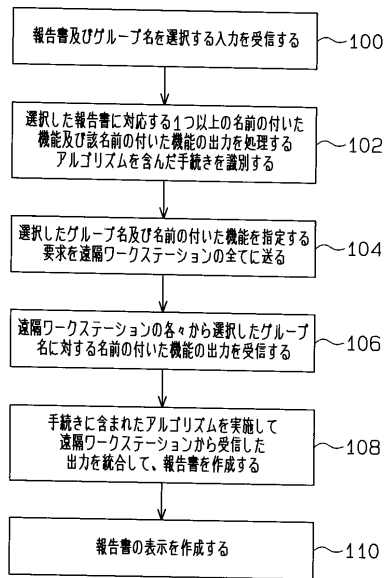 報告書及びグループ名を選択する入力を受信する
100
選択した報告書に対応する1つ以上の名前の付いた
機能及び該名前の付いた機能の出力を処理する
アルゴリズムを含んだ手続きを識別する
102
選択したグループ名及び名前の付いた機能を指定する
要求を遠隔ワークステーションの全てに送る
104
遠隔ワークステーションの各々から選択したグループ
名に対する名前の付いた機能の出力を受信する
106
手続きに含まれたアルゴリズムを実施して
遠隔ワークステーションから受信した
出力を統合して、報告書を作成する
108
報告書の表示を作成する
110